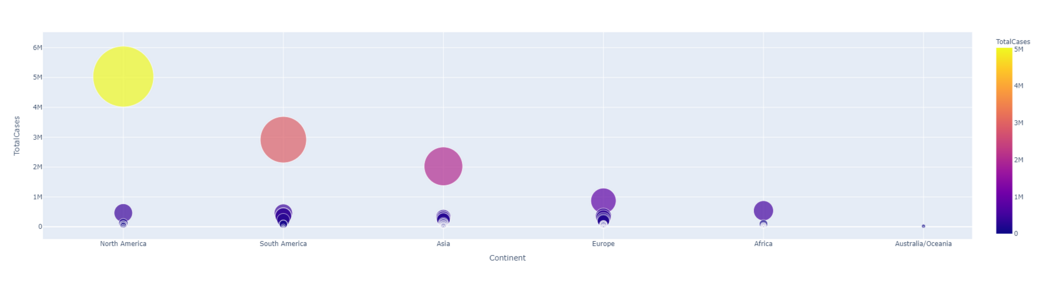 TotalCases
6M
5M
4M
3M
2M
1M
0
North America
South America
Asia
Europe
Africa
Australia/Oceania
Continent
TotalCases
5M
4M
3M
2M
1M
0